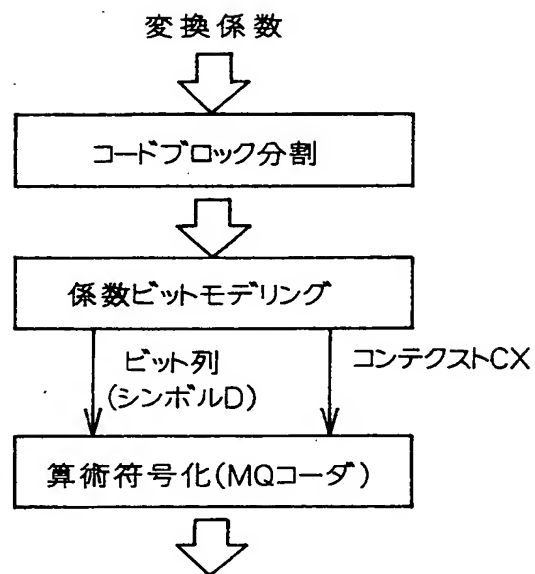 変換係数
コードブロック分割
係数ビットモデリング
ビット列
(シンボルD)
コンテクストCX
算術符号化(MQコーダ)